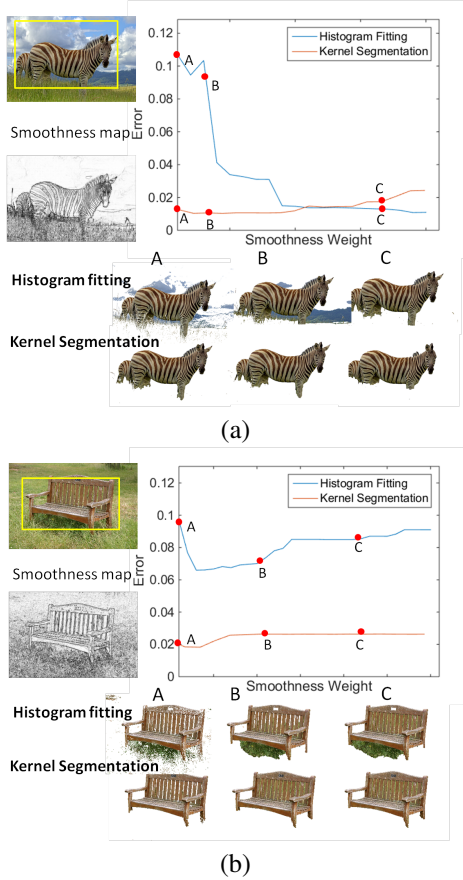 0.12
0.1
0.08
0.06
0.04
0.02
0
Error
Histogram Fitting
Kernel Segmentation
A
B
A
B
C
C
Smoothness map
Smoothness Weight
A B C
Histogram fitting
Kernel Segmentation
(a)
0.12
0.1
0.08
0.06
0.04
0.02
0
Error
Histogram Fitting
Kernel Segmentation
A
B
C
A
B
C
Smoothness map
Smoothness Weight
A B C
Histogram fitting
Kernel Segmentation
(b)